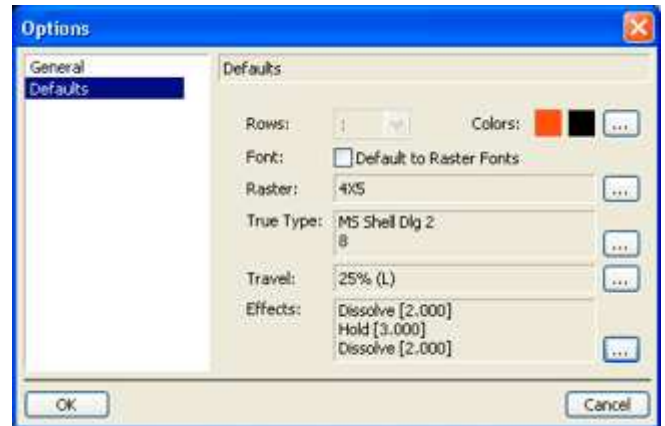 Options
General
Defaults
Defaults
Rows: 1 Colors: ...
Font: Default to Raster Fonts
Raster: 4X5 ...
True Type: MS Shell Dlg 2
8 ...
Travel: 25% (L) ...
Effects: Dissolve [2.000]
Hold [3.000]
Dissolve [2.000] ...
OK Cancel